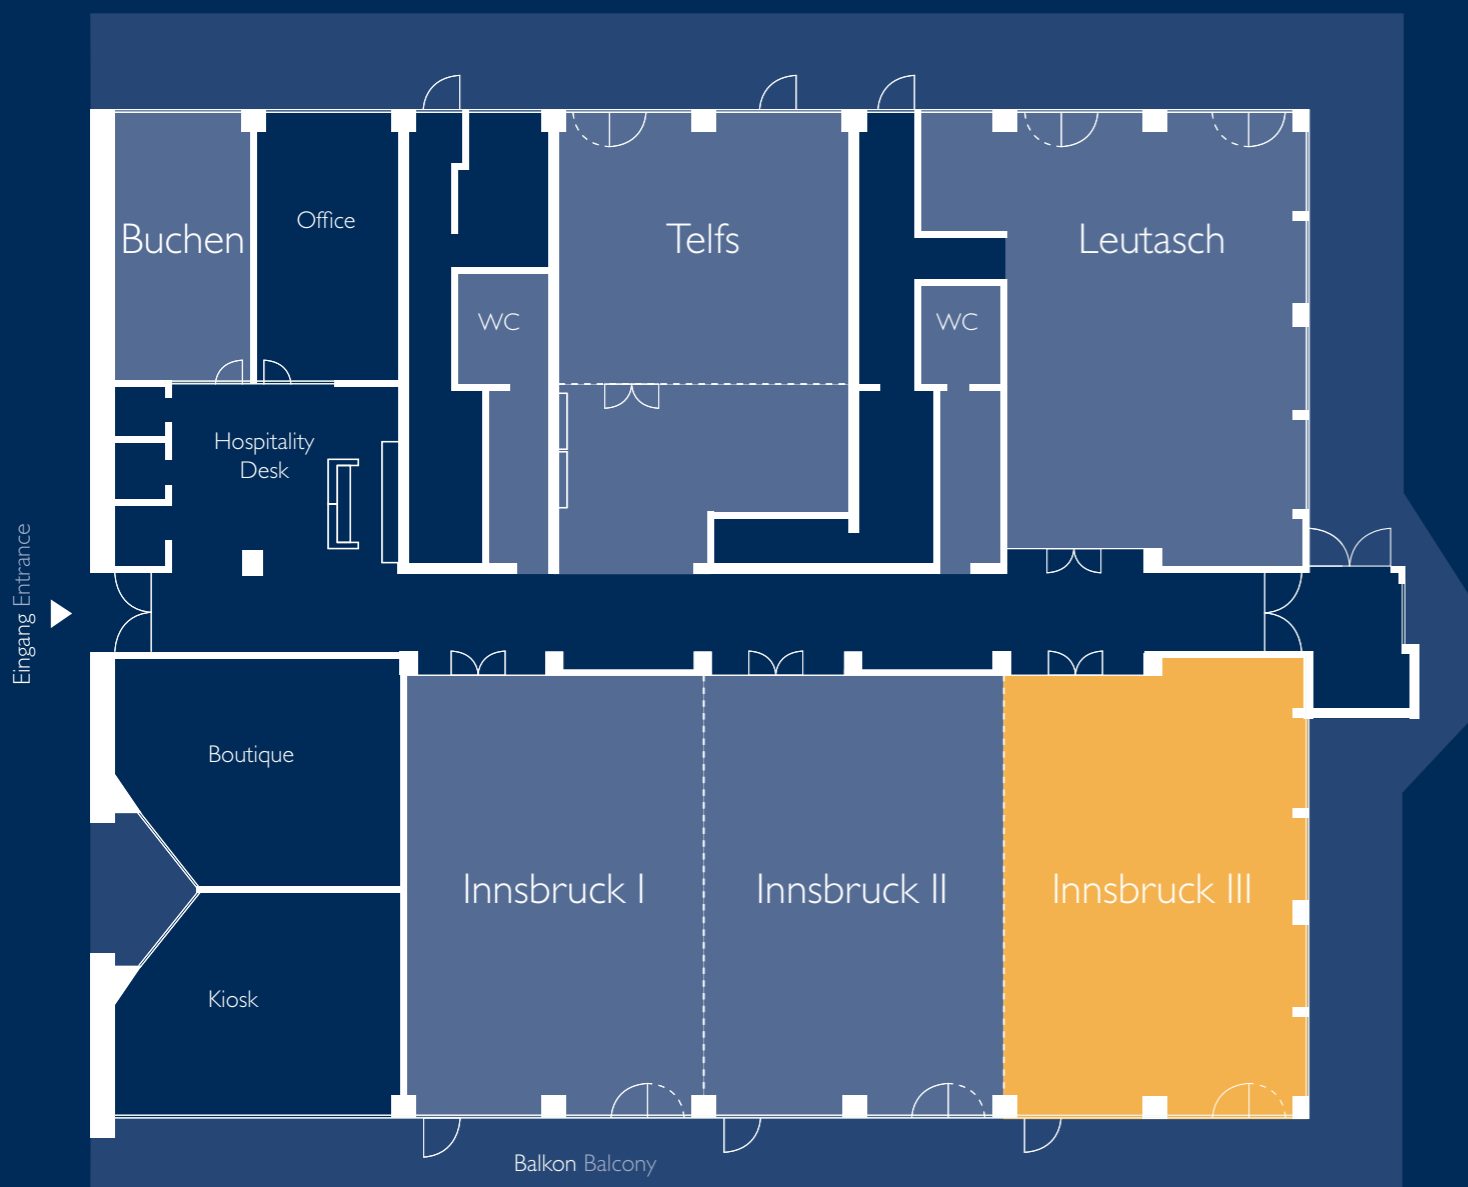 Office
Buchen
Telfs
Leutasch
WC
WC
Hospitality
Desk
Eingang Entrance
Boutique
Innsbruck I
Innsbruck II
Innsbruck III
Kiosk
Balkon Balcony